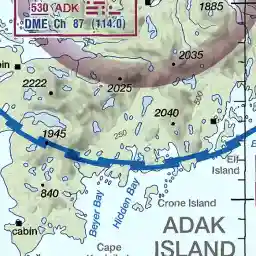 530 ADK
DME Ch 87 (114.0)
1885
2035
2025
2222
2040
250
250
1945
840
Elf
Island
Beyer Bay
Hidden Bay
Crone Island
ADAK
ISLAND
cabin
Cape